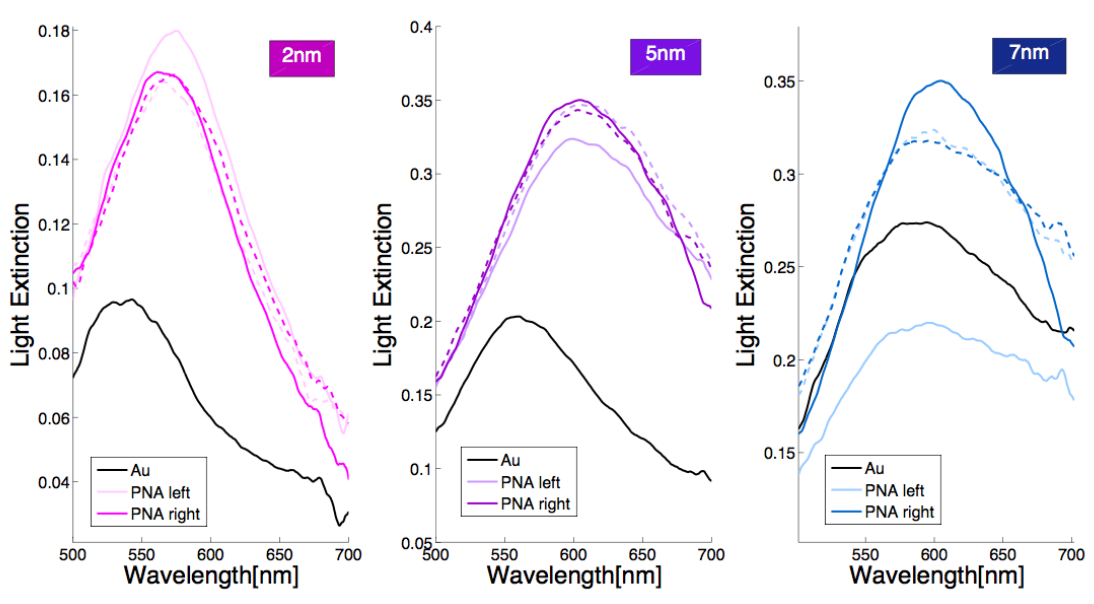 2nm
Light Extinction
0.18
0.16
0.14
0.12
0.1
0.08
0.06
0.04
Au
PNA left
PNA right
500 550 600 650 700
Wavelength[nm]
5nm
Light Extinction
0.4
0.35
0.3
0.25
0.2
0.15
0.1
0.05
Au
PNA left
PNA right
500 550 600 650 700
Wavelength[nm]
7nm
Light Extinction
0.35
0.3
0.25
0.2
0.15
Au
PNA left
PNA right
550 600 650 700
Wavelength[nm]